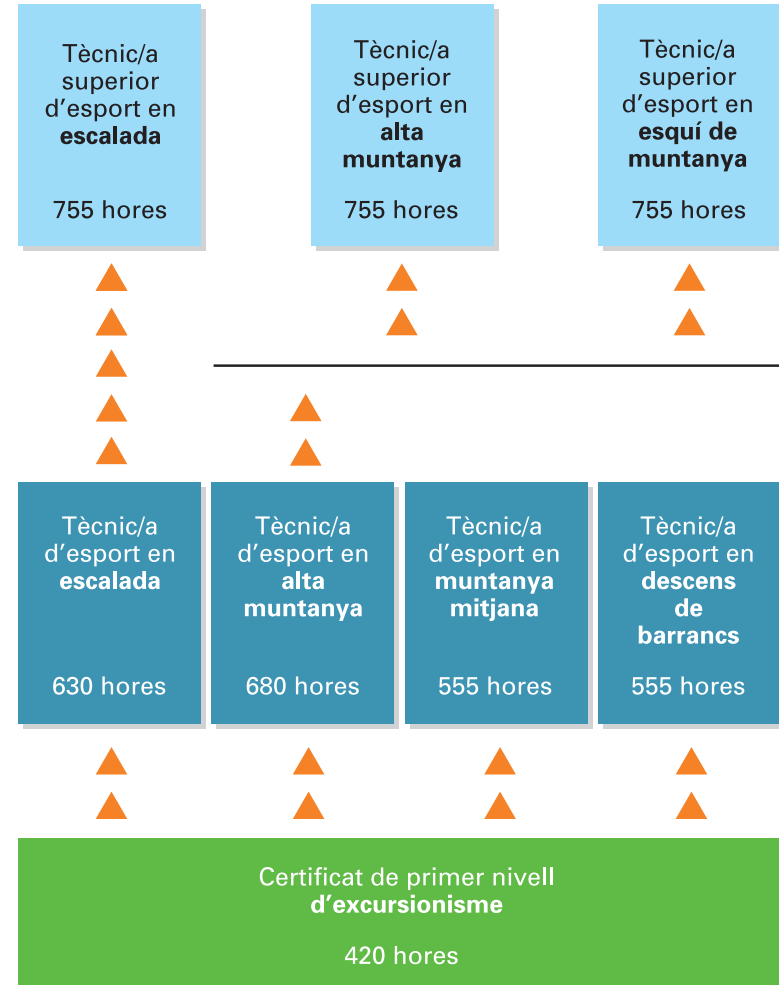 Tècnic/a
superior
d'esport en
escalada
755 hores
Tècnic/a
superior
d'esport en
alta
muntanya
755 hores
Tècnic/a
superior
d'esport en
esquí de
muntanya
755 hores
Tècnic/a
d'esport en
escalada
630 hores
Tècnic/a
d'esport en
alta
muntanya
680 hores
Tècnic/a
d'esport en
muntanya
mitjana
555 hores
Tècnic/a
d'esport en
descens
de
barrancs
555 hores
Certificat de primer nivell
d'excursionisme
420 hores